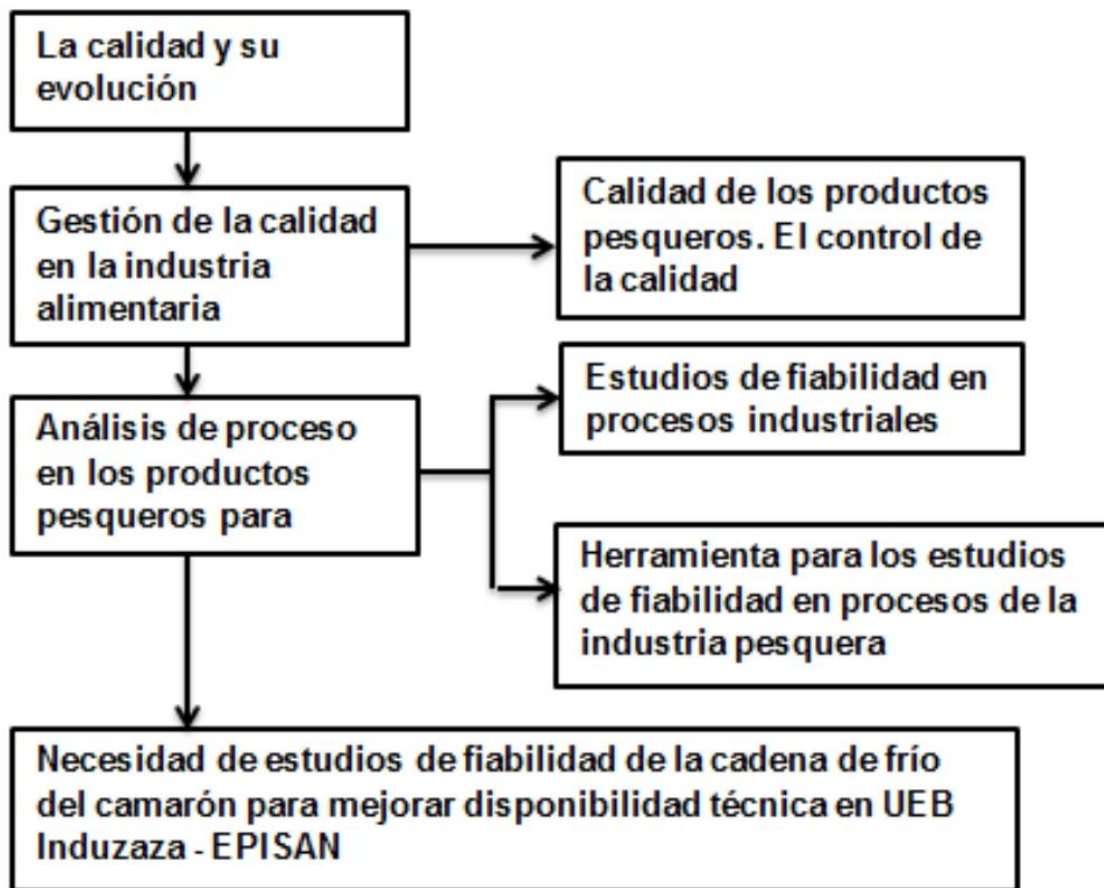 La calidad y su
evolución
Gestión de la calidad
en la industria
alimentaria
Calidad de los productos
pesqueros. El control de
la calidad
Análisis de proceso
en los productos
pesqueros para
Estudios de fiabilidad en
procesos industriales
Herramienta para los estudios
de fiabilidad en procesos de la
industria pesquera
Necesidad de estudios de fiabilidad de la cadena de frío
del camarón para mejorar disponibilidad técnica en UEB
Induzaza - EPISAN